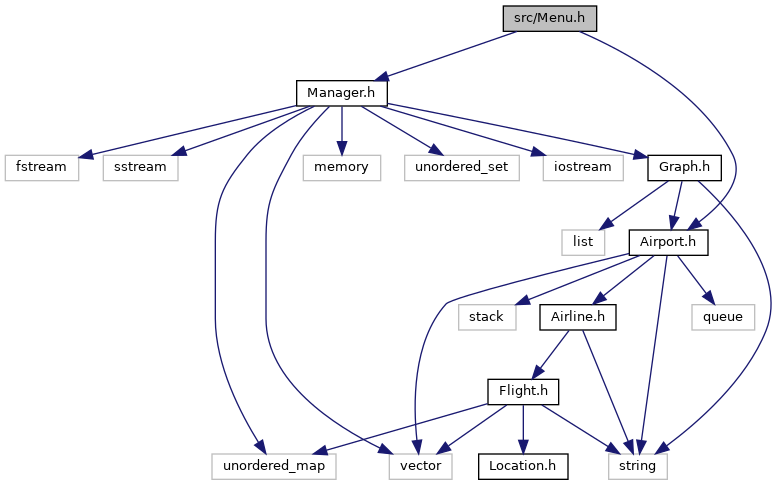 src/Menu.h
Manager.h
fstream
sstream
memory
unordered_set
iostream
Graph.h
list
Airport.h
stack
Airline.h
queue
Flight.h
unordered_map
vector
Location.h
string